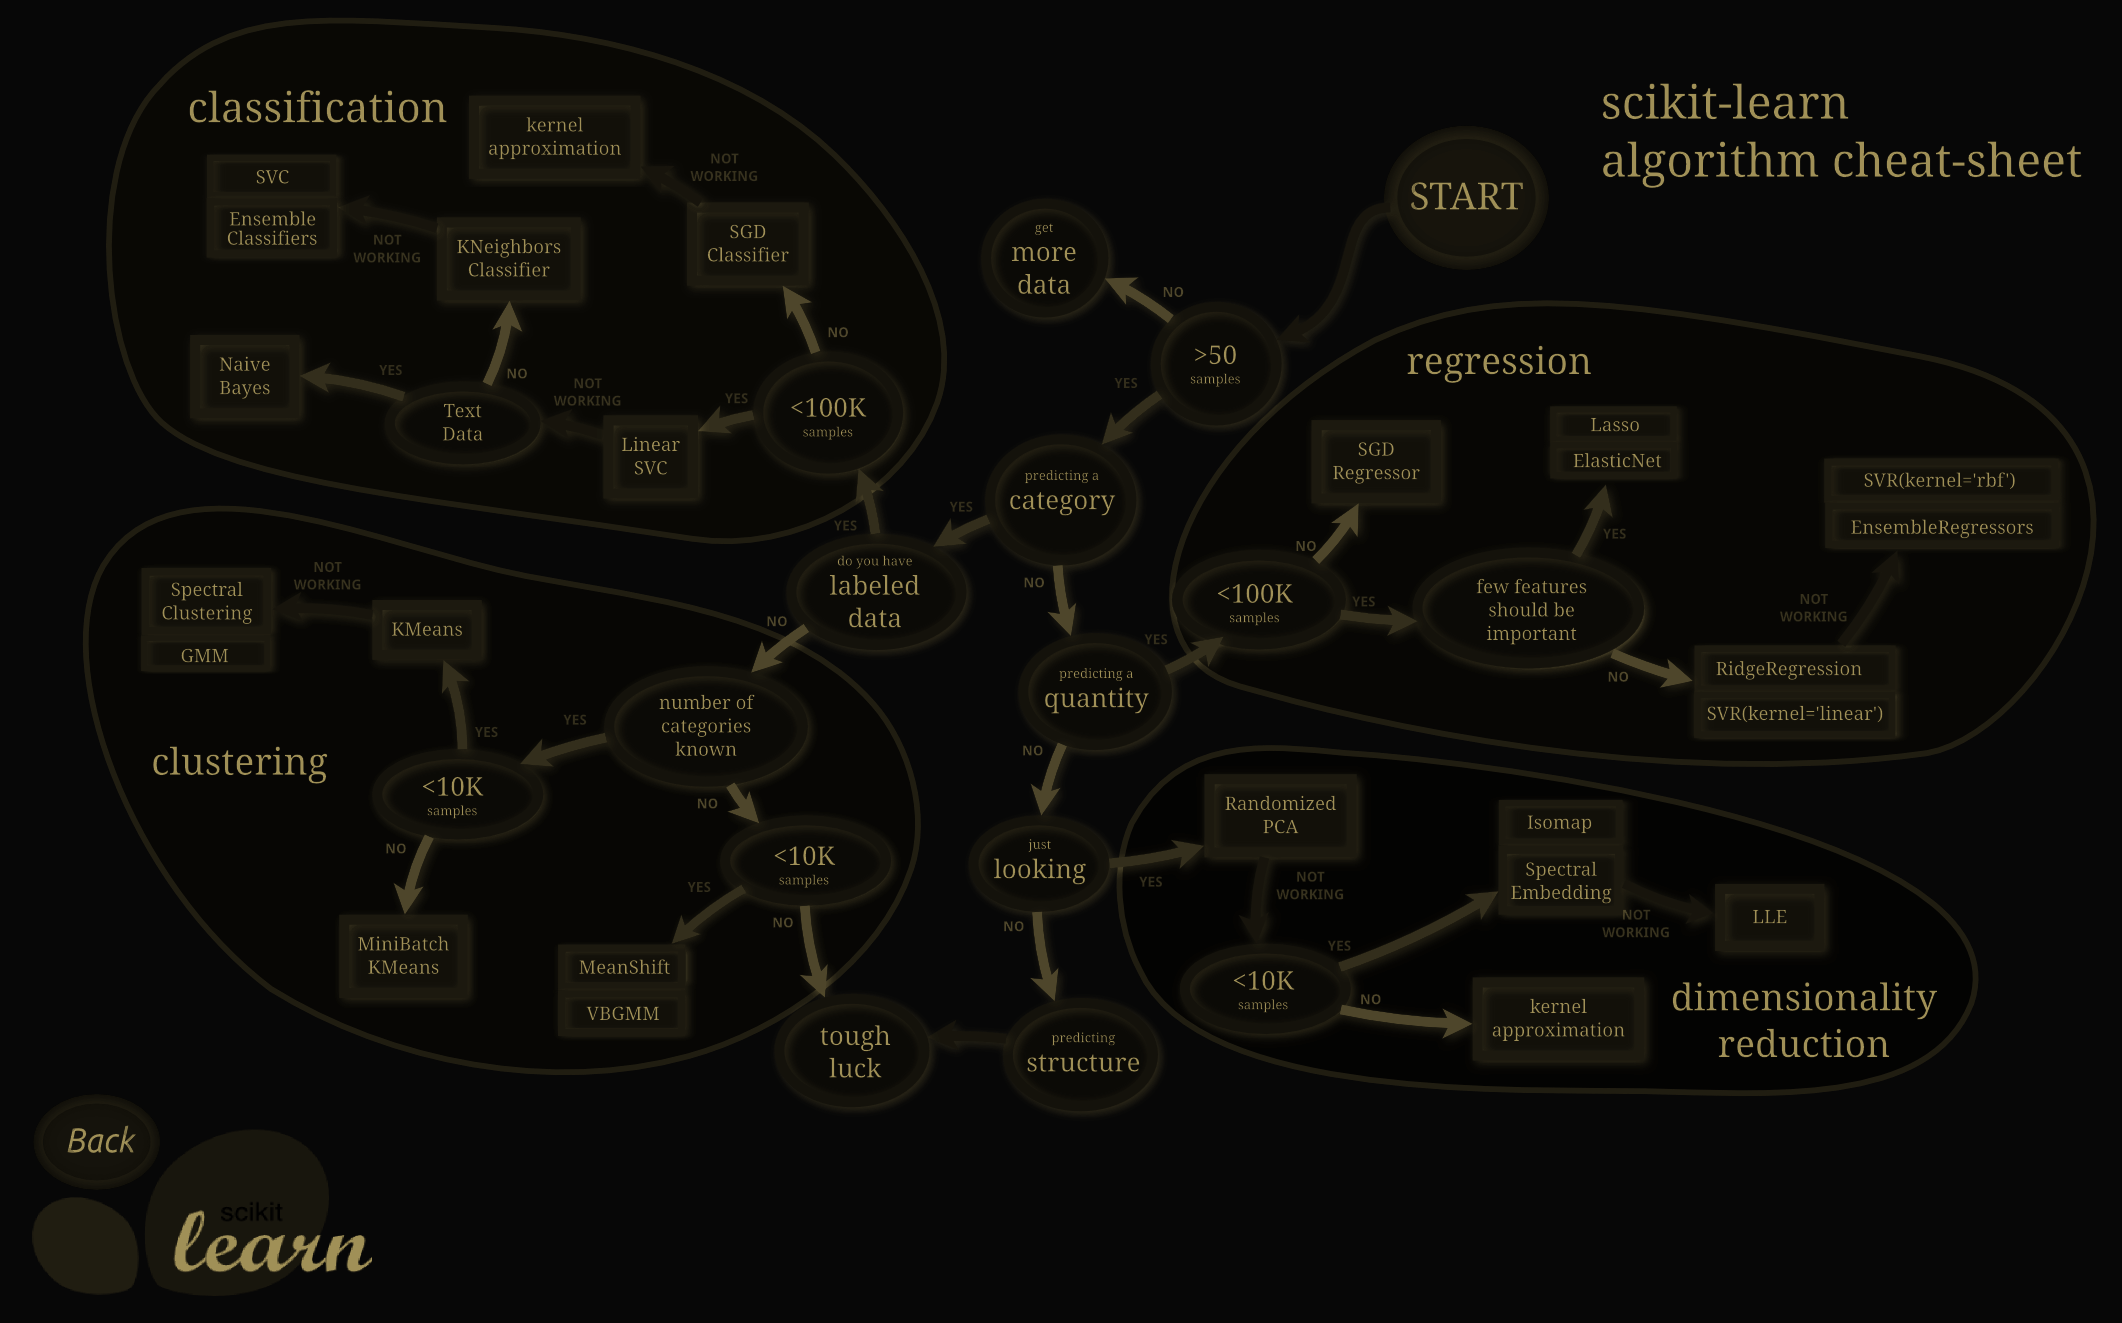 scikit-learn
algorithm cheat-sheet
START
>50
samples
NO
get
more
data
YES
predicting a
category
YES
NO
do you have
labeled
data
YES
NO
predicting a
quantity
YES
NO
just
looking
YES
NO
predicting
structure
tough
luck
classification
kernel
approximation
NOT
WORKING
SGD
Classifier
NO
<100K
samples
YES
Linear
SVC
NOT
WORKING
Text
Data
YES
NO
Naive
Bayes
KNeighbors
Classifier
NOT
WORKING
SVC
Ensemble
Classifiers
clustering
number of
categories
known
YES
NO
<10K
samples
YES
NO
KMeans
NOT
WORKING
Spectral
Clustering
GMM
MiniBatch
KMeans
<10K
samples
YES
NO
MeanShift
VBGMM
regression
<100K
samples
NO
YES
SGD
Regressor
few features
should be
important
YES
NO
Lasso
ElasticNet
RidgeRegression
SVR(kernel='linear')
NOT
WORKING
SVR(kernel='rbf')
EnsembleRegressors
dimensionality
reduction
Randomized
PCA
NOT
WORKING
<10K
samples
YES
NO
Isomap
Spectral
Embedding
NOT
WORKING
LLE
kernel
approximation
Back
scikit
learn